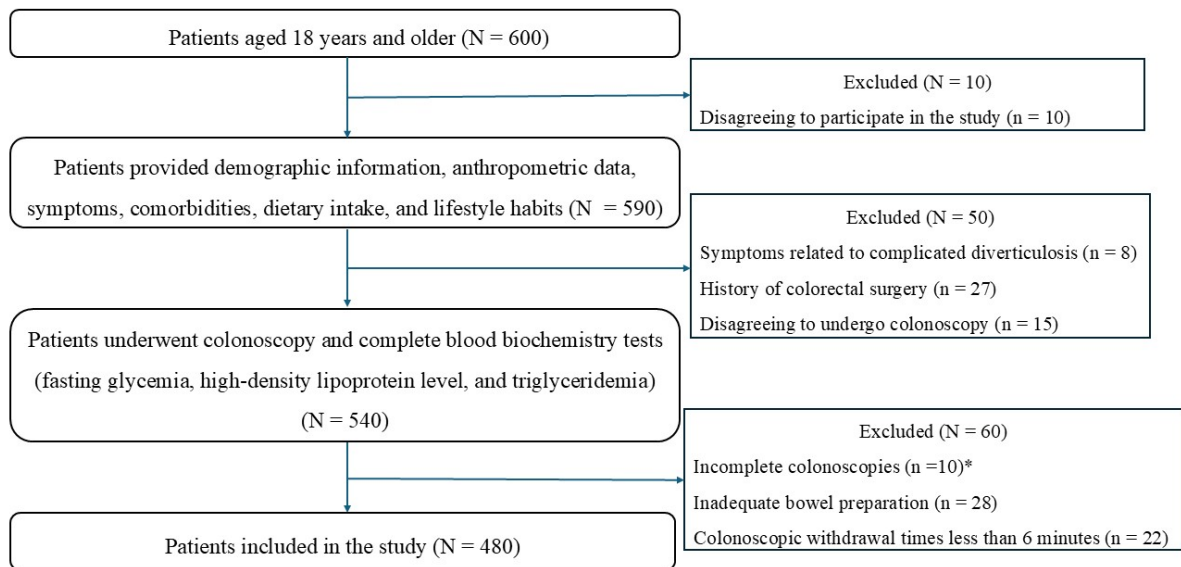 Patients aged 18 years and older (N = 600)
Excluded (N = 10)
Disagreeing to participate in the study (n = 10)
Patients provided demographic information, anthropometric data,
symptoms, comorbidities, dietary intake, and lifestyle habits (N  = 590)
Excluded (N = 50)
Symptoms related to complicated diverticulosis (n = 8)
History of colorectal surgery (n = 27)
Disagreeing to undergo colonoscopy (n = 15)
Patients underwent colonoscopy and complete blood biochemistry tests
(fasting glycemia, high-density lipoprotein level, and triglyceridemia)
(N = 540)
Excluded (N = 60)
Incomplete colonoscopies (n =10)*
Inadequate bowel preparation (n = 28)
Colonoscopic withdrawal times less than 6 minutes (n = 22)
Patients included in the study (N = 480)